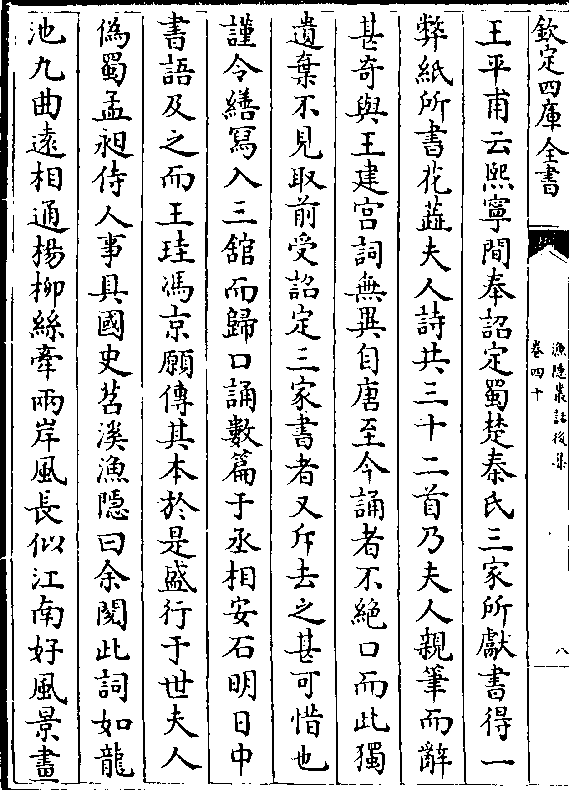 欽定四庫全書
漁隱叢話後集
卷四十
八
王平甫云熙寧間奉詔定蜀楚秦氏三家所獻書得一
弊紙所書花蕋夫人詩共三十二首乃夫人親筆而辭
甚奇與王建宮詞無異自唐至今誦者不絕口而此獨
遺棄不見取前受詔定三家書者又斥去之甚可惜也
謹令繕寫入三舘而歸口誦數篇于丞相安石明日中
書語及之而王珪馮京願傳其本於是盛行于世夫人
僞蜀孟昶侍人事具國史苕溪漁隱曰余閱此詞如龍
池九曲遠相通楊柳絲牽兩岸風長似江南好風景畫